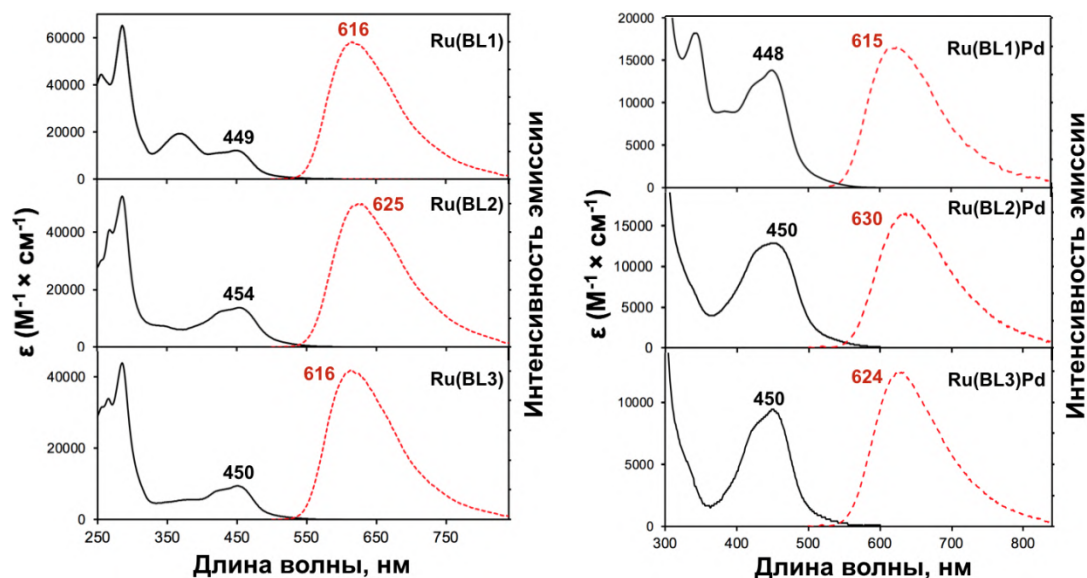 ε (М⁻¹ × см⁻¹)
Интенсивность эмиссии
60000
40000
20000
0
449
616
Ru(BL1)
40000
20000
0
454
625
Ru(BL2)
40000
20000
0
450
616
Ru(BL3)
250 350 450 550 650 750
Длина волны, нм
ε (М⁻¹ × см⁻¹)
Интенсивность эмиссии
20000
15000
10000
5000
0
448
615
Ru(BL1)Pd
15000
10000
5000
0
450
630
Ru(BL2)Pd
10000
5000
0
450
624
Ru(BL3)Pd
300 400 500 600 700 800
Длина волны, нм